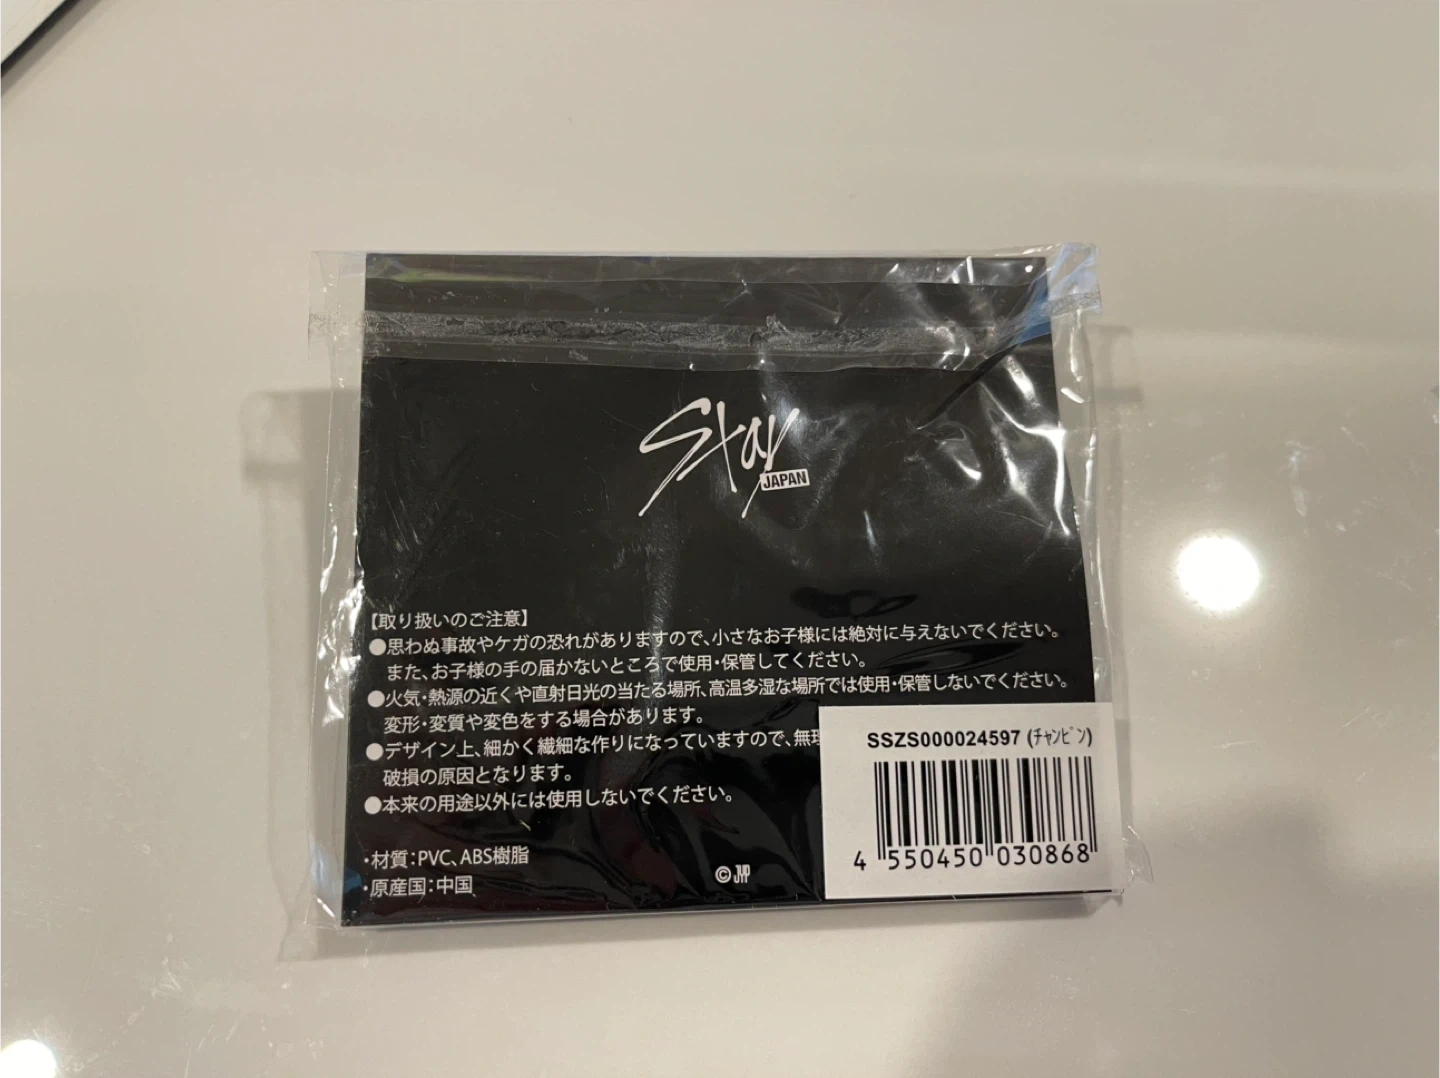 Stay
JAPAN
【取り扱いのご注意】
●思わぬ事故やケガの恐れがありますので、小さなお子様には絶対に与えないでください。
また、お子様の手の届かないところで使用・保管してください。
●火気・熱源の近くや直射日光の当たる場所、高温多湿な場所では使用・保管しないでください。
変形・変質や変色をする場合があります。
●デザイン上、細かく繊細な作りになっていますので、無理
破損の原因となります。
●本来の用途以外には使用しないでください。
・材質：PVC、ABS樹脂
・原産国：中国
© JYP
SSZS000024597 (ﾁｬﾝﾋﾞﾝ)
4 550450 030868